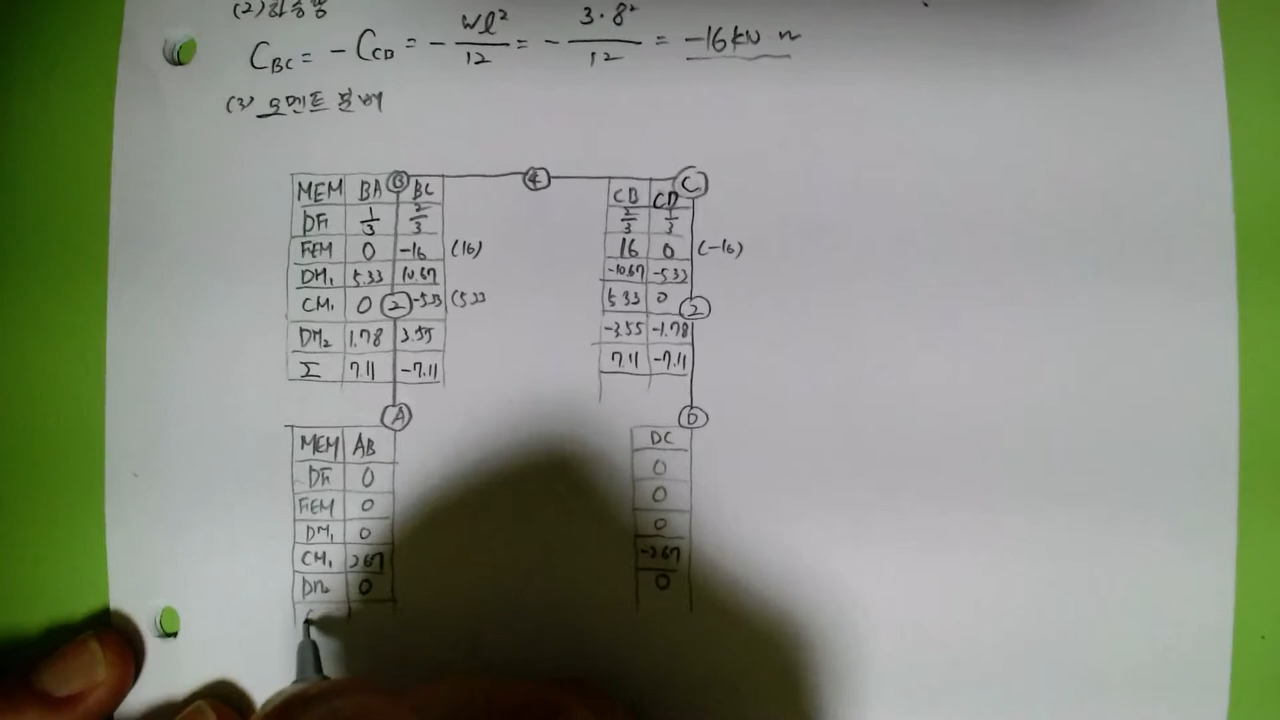 (2) 하중항
C_BC = - C_CD = - wl²/12 = - 3·8²/12 = -16kN m
(3) 모멘트 분배
MEM BA B BC 4 CB CD C
DF 1/3 2/3 2/3 1/3
FEM 0 -16 (16) 16 0 (-16)
DM₁ 5.33 10.67 -10.67 -5.33
CM₁ 0 2 -5.33 (5.33 5.33 0 2
DM₂ 1.78 3.55 -3.55 -1.78
Σ 7.11 -7.11 7.11 -7.11
A D
MEM AB DC
DF 0 0
FEM 0 0
DM₁ 0 0
CM₁ 2.67 -2.67
DM₂ 0 0